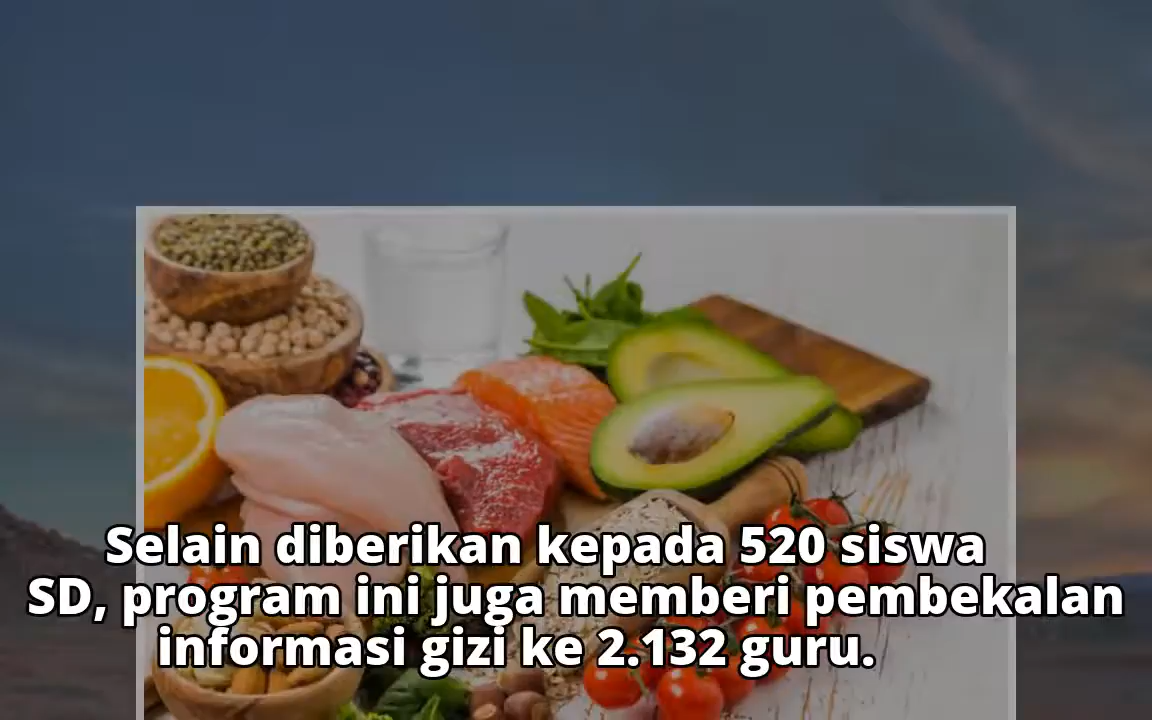 Selain diberikan kepada 520 siswa
SD, program ini juga memberi pembekalan
informasi gizi ke 2.132 guru.